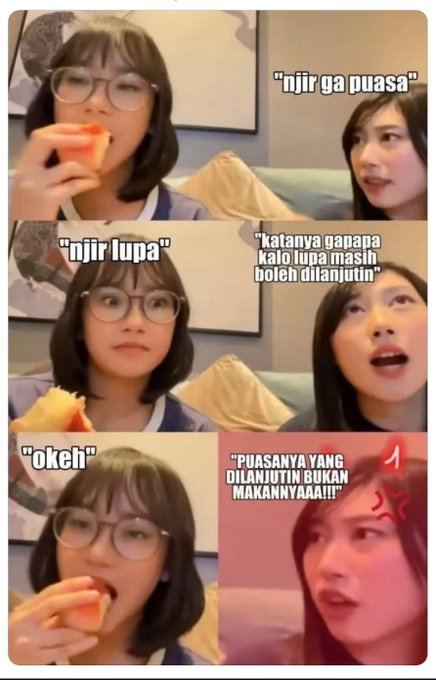 "njir ga puasa"
"njir lupa"
"katanya gapapa
kalo lupa masih
boleh dilanjutin"
"okeh"
"PUASANYA YANG
DILANJUTIN BUKAN
MAKANNYAAA!!!"